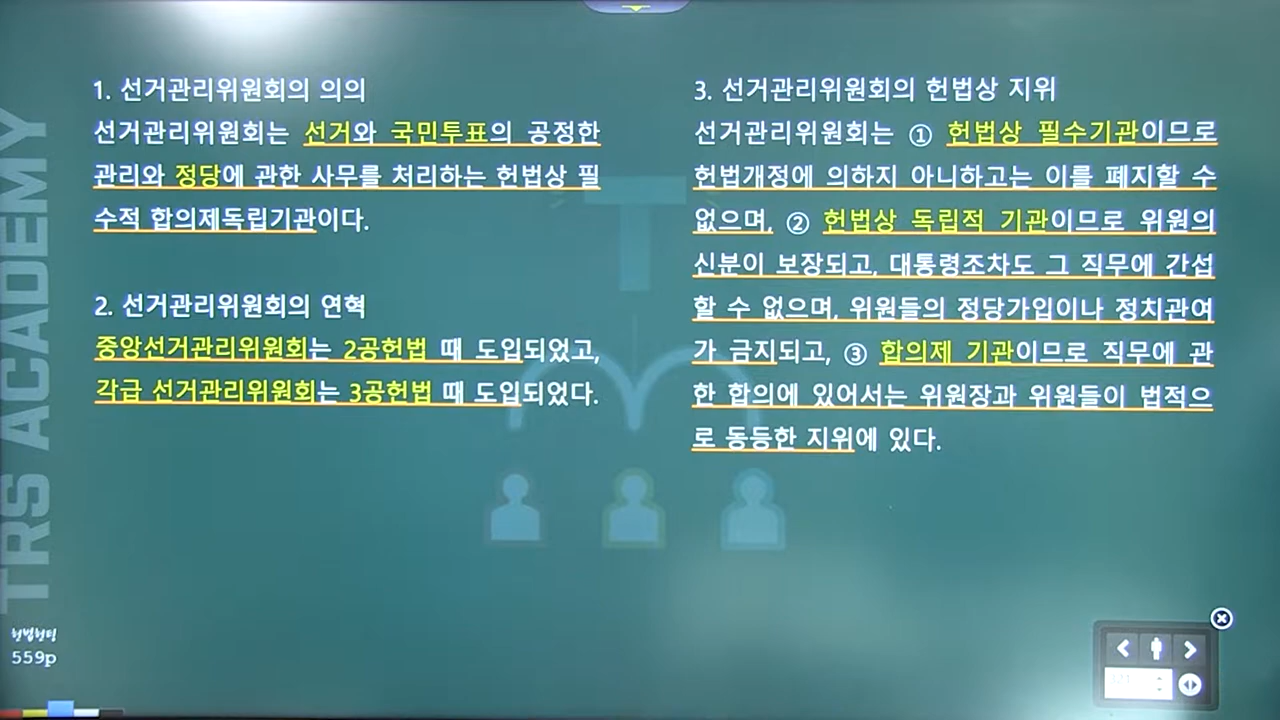 1. 선거관리위원회의 의의
선거관리위원회는 선거와 국민투표의 공정한
관리와 정당에 관한 사무를 처리하는 헌법상 필
수적 합의제독립기관이다.
2. 선거관리위원회의 연혁
중앙선거관리위원회는 2공헌법 때 도입되었고,
각급 선거관리위원회는 3공헌법 때 도입되었다.
3. 선거관리위원회의 헌법상 지위
선거관리위원회는 ① 헌법상 필수기관이므로
헌법개정에 의하지 아니하고는 이를 폐지할 수
없으며, ② 헌법상 독립적 기관이므로 위원의
신분이 보장되고, 대통령조차도 그 직무에 간섭
할 수 없으며, 위원들의 정당가입이나 정치관여
가 금지되고, ③ 합의제 기관이므로 직무에 관
한 합의에 있어서는 위원장과 위원들이 법적으
로 동등한 지위에 있다.
TRS ACADEMY
559p